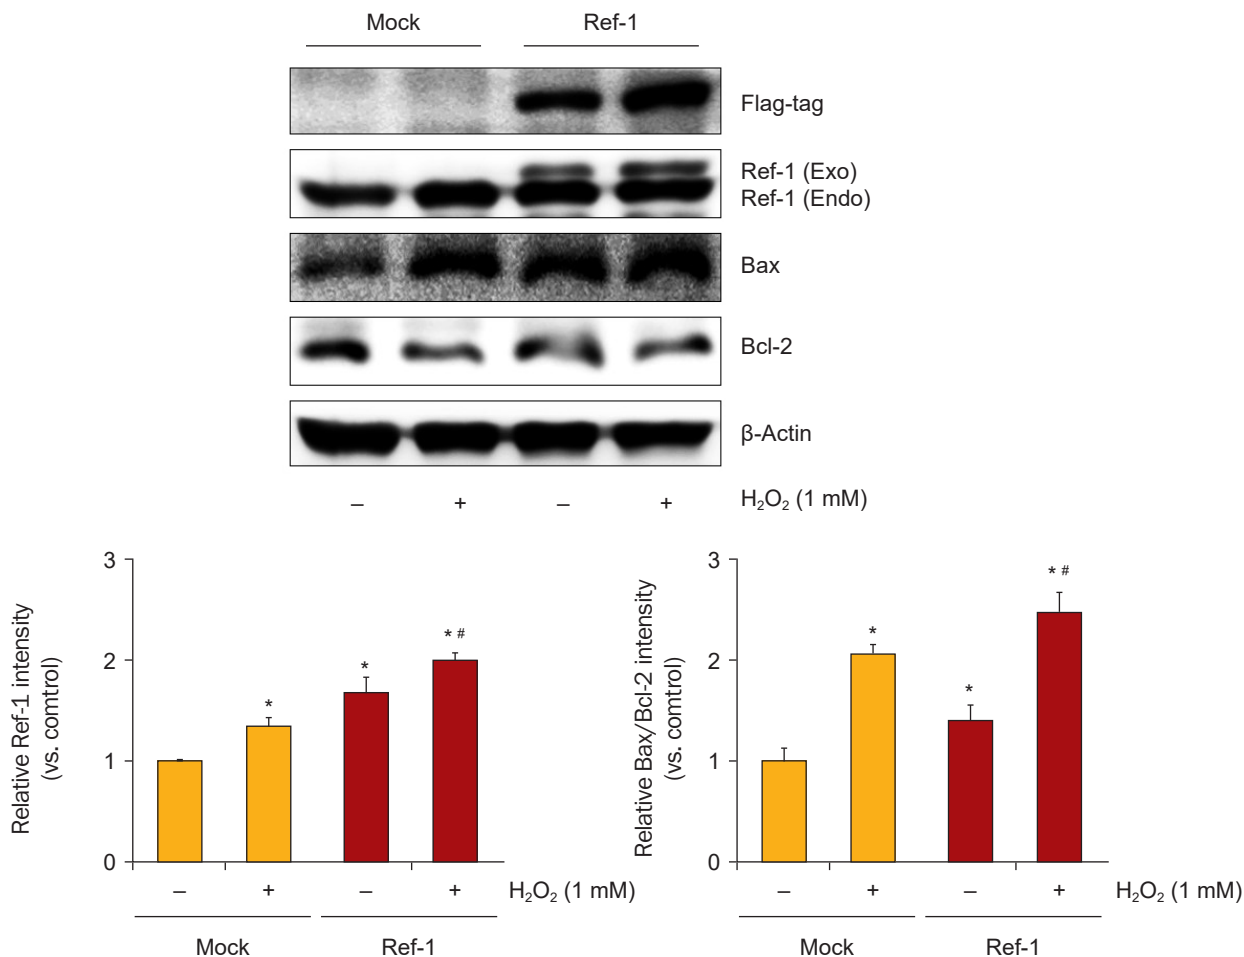 Mock Ref-1
Flag-tag
Ref-1 (Exo)
Ref-1 (Endo)
Bax
Bcl-2
β-Actin
– + – + H₂O₂ (1 mM)
Relative Ref-1 intensity
(vs. comtrol)
3
2
1
0
*
*
* #
– + – + 
Mock Ref-1
Relative Bax/Bcl-2 intensity
(vs. comtrol)
3
2
1
0
*
*
* #
– + – +
H₂O₂ (1 mM)
H₂O₂ (1 mM)
Mock Ref-1